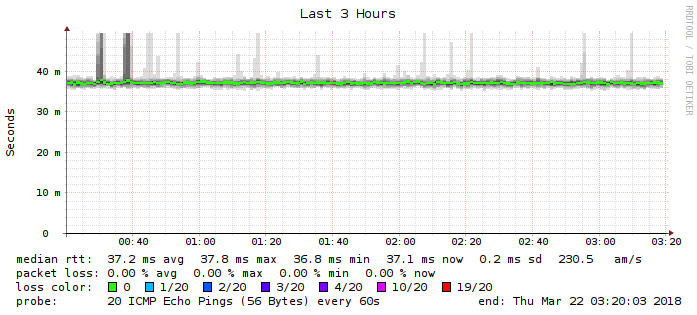 Last 3 Hours
RRDTOOL / TOBI OETIKER
Seconds
40 m
30 m
20 m
10 m
0
00:40 01:00 01:20 01:40 02:00 02:20 02:40 03:00 03:20
median rtt: 37.2 ms avg 37.8 ms max 36.8 ms min 37.1 ms now 0.2 ms sd 230.5 am/s
packet loss: 0.00 % avg 0.00 % max 0.00 % min 0.00 % now
loss color: 0 1/20 2/20 3/20 4/20 10/20 19/20
probe: 20 ICMP Echo Pings (56 Bytes) every 60s end: Thu Mar 22 03:20:03 2018